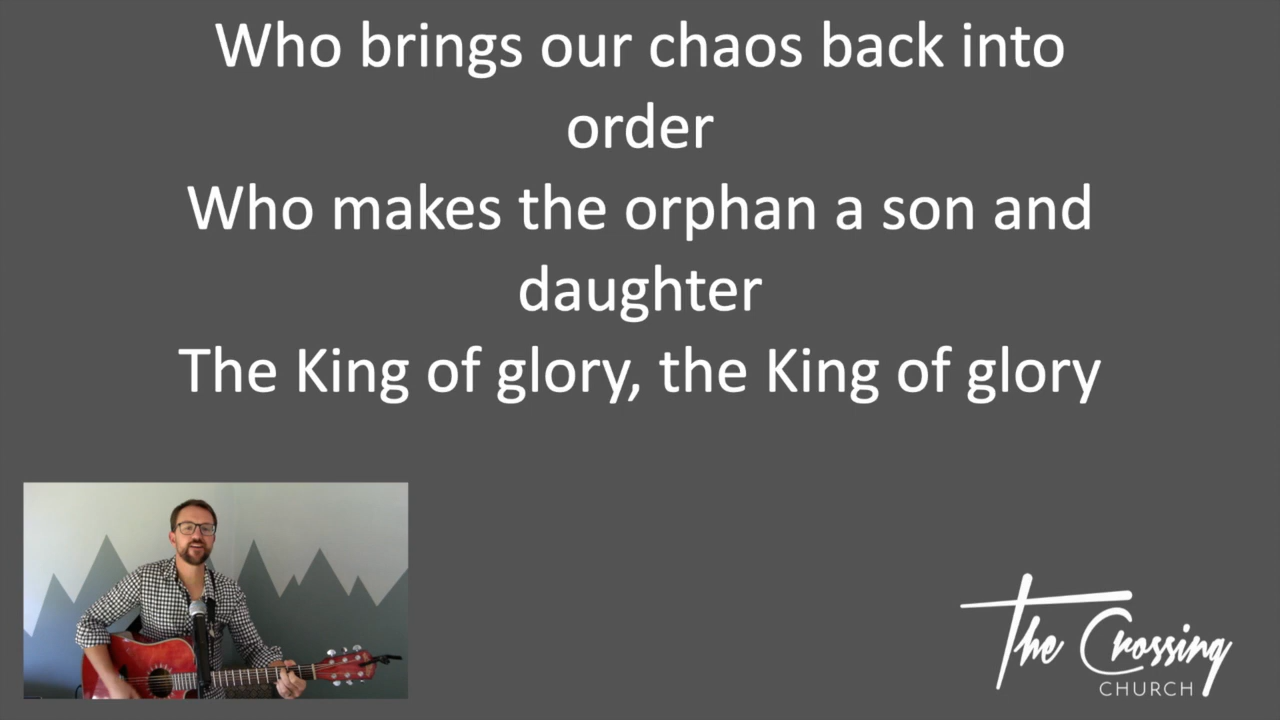 Who brings our chaos back into
order
Who makes the orphan a son and
daughter
The King of glory, the King of glory
The Crossing
CHURCH